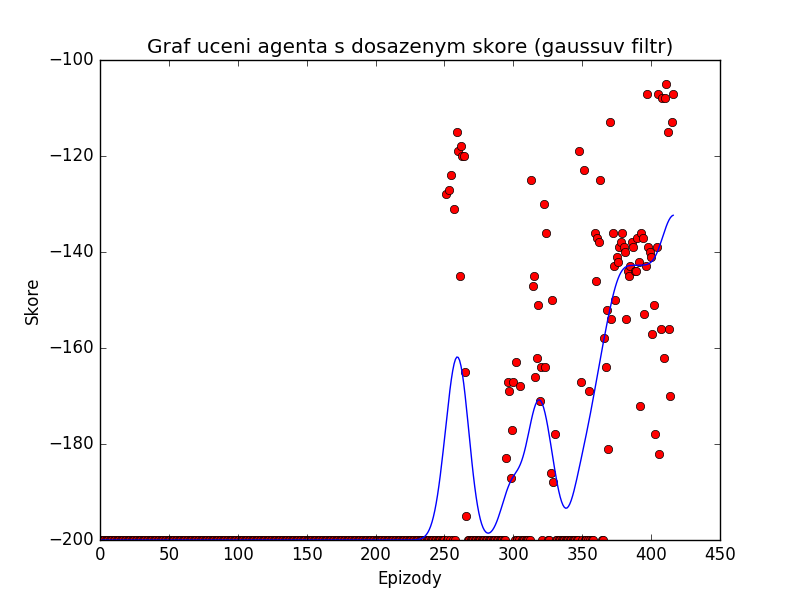 Graf uceni agenta s dosazenym skore (gaussuv filtr)
−100
−120
−140
−160
−180
−200
Skore
0 50 100 150 200 250 300 350 400 450
Epizody